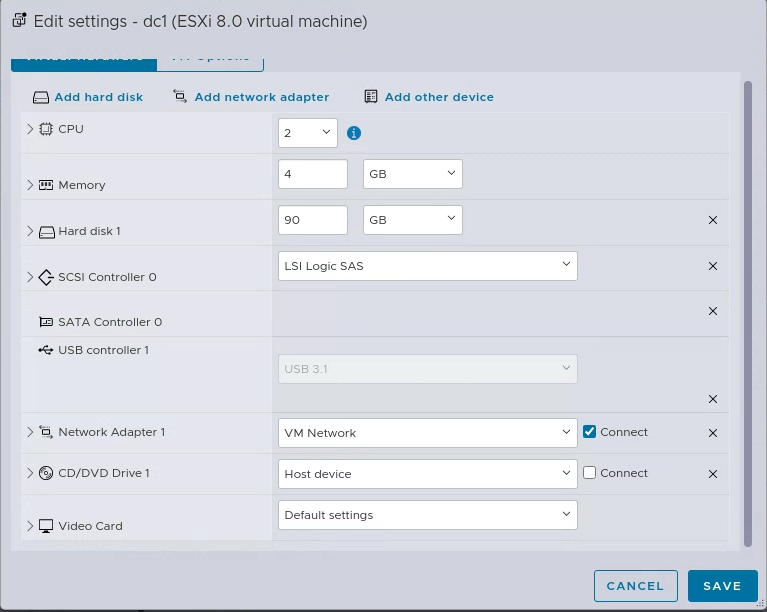 Edit settings - dc1 (ESXi 8.0 virtual machine)
Add hard disk Add network adapter Add other device
CPU 2
Memory 4 GB
Hard disk 1 90 GB
SCSI Controller 0 LSI Logic SAS
SATA Controller 0
USB controller 1
USB 3.1
Network Adapter 1 VM Network Connect
CD/DVD Drive 1 Host device Connect
Video Card Default settings
CANCEL SAVE